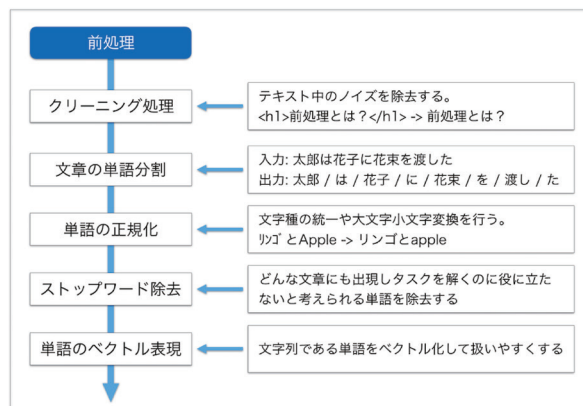 前処理
クリーニング処理
テキスト中のノイズを除去する。
<h1>前処理とは？</h1> -> 前処理とは？
文章の単語分割
入力: 太郎は花子に花束を渡した
出力: 太郎 / は / 花子 / に / 花束 / を / 渡し / た
単語の正規化
文字種の統一や大文字小文字変換を行う。
ﾘﾝｺﾞとApple -> リンゴとapple
ストップワード除去
どんな文章にも出現しタスクを解くのに役に立た
ないと考えられる単語を除去する
単語のベクトル表現
文字列である単語をベクトル化して扱いやすくする